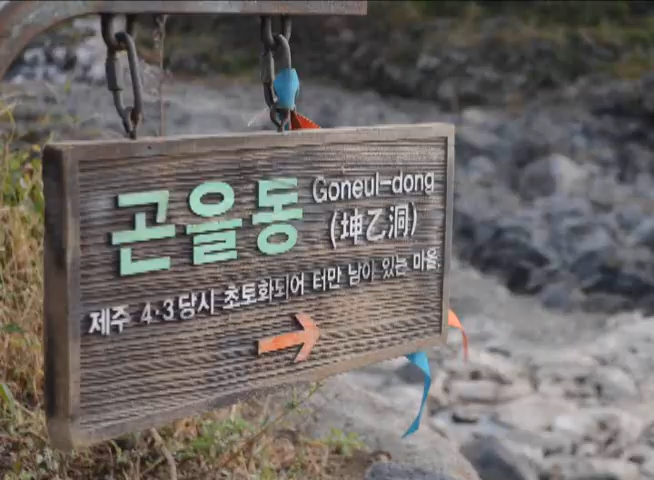 곤을동 Goneul-dong
(坤乙洞)
제주 4·3당시 초토화되어 터만 남아 있는 마을.